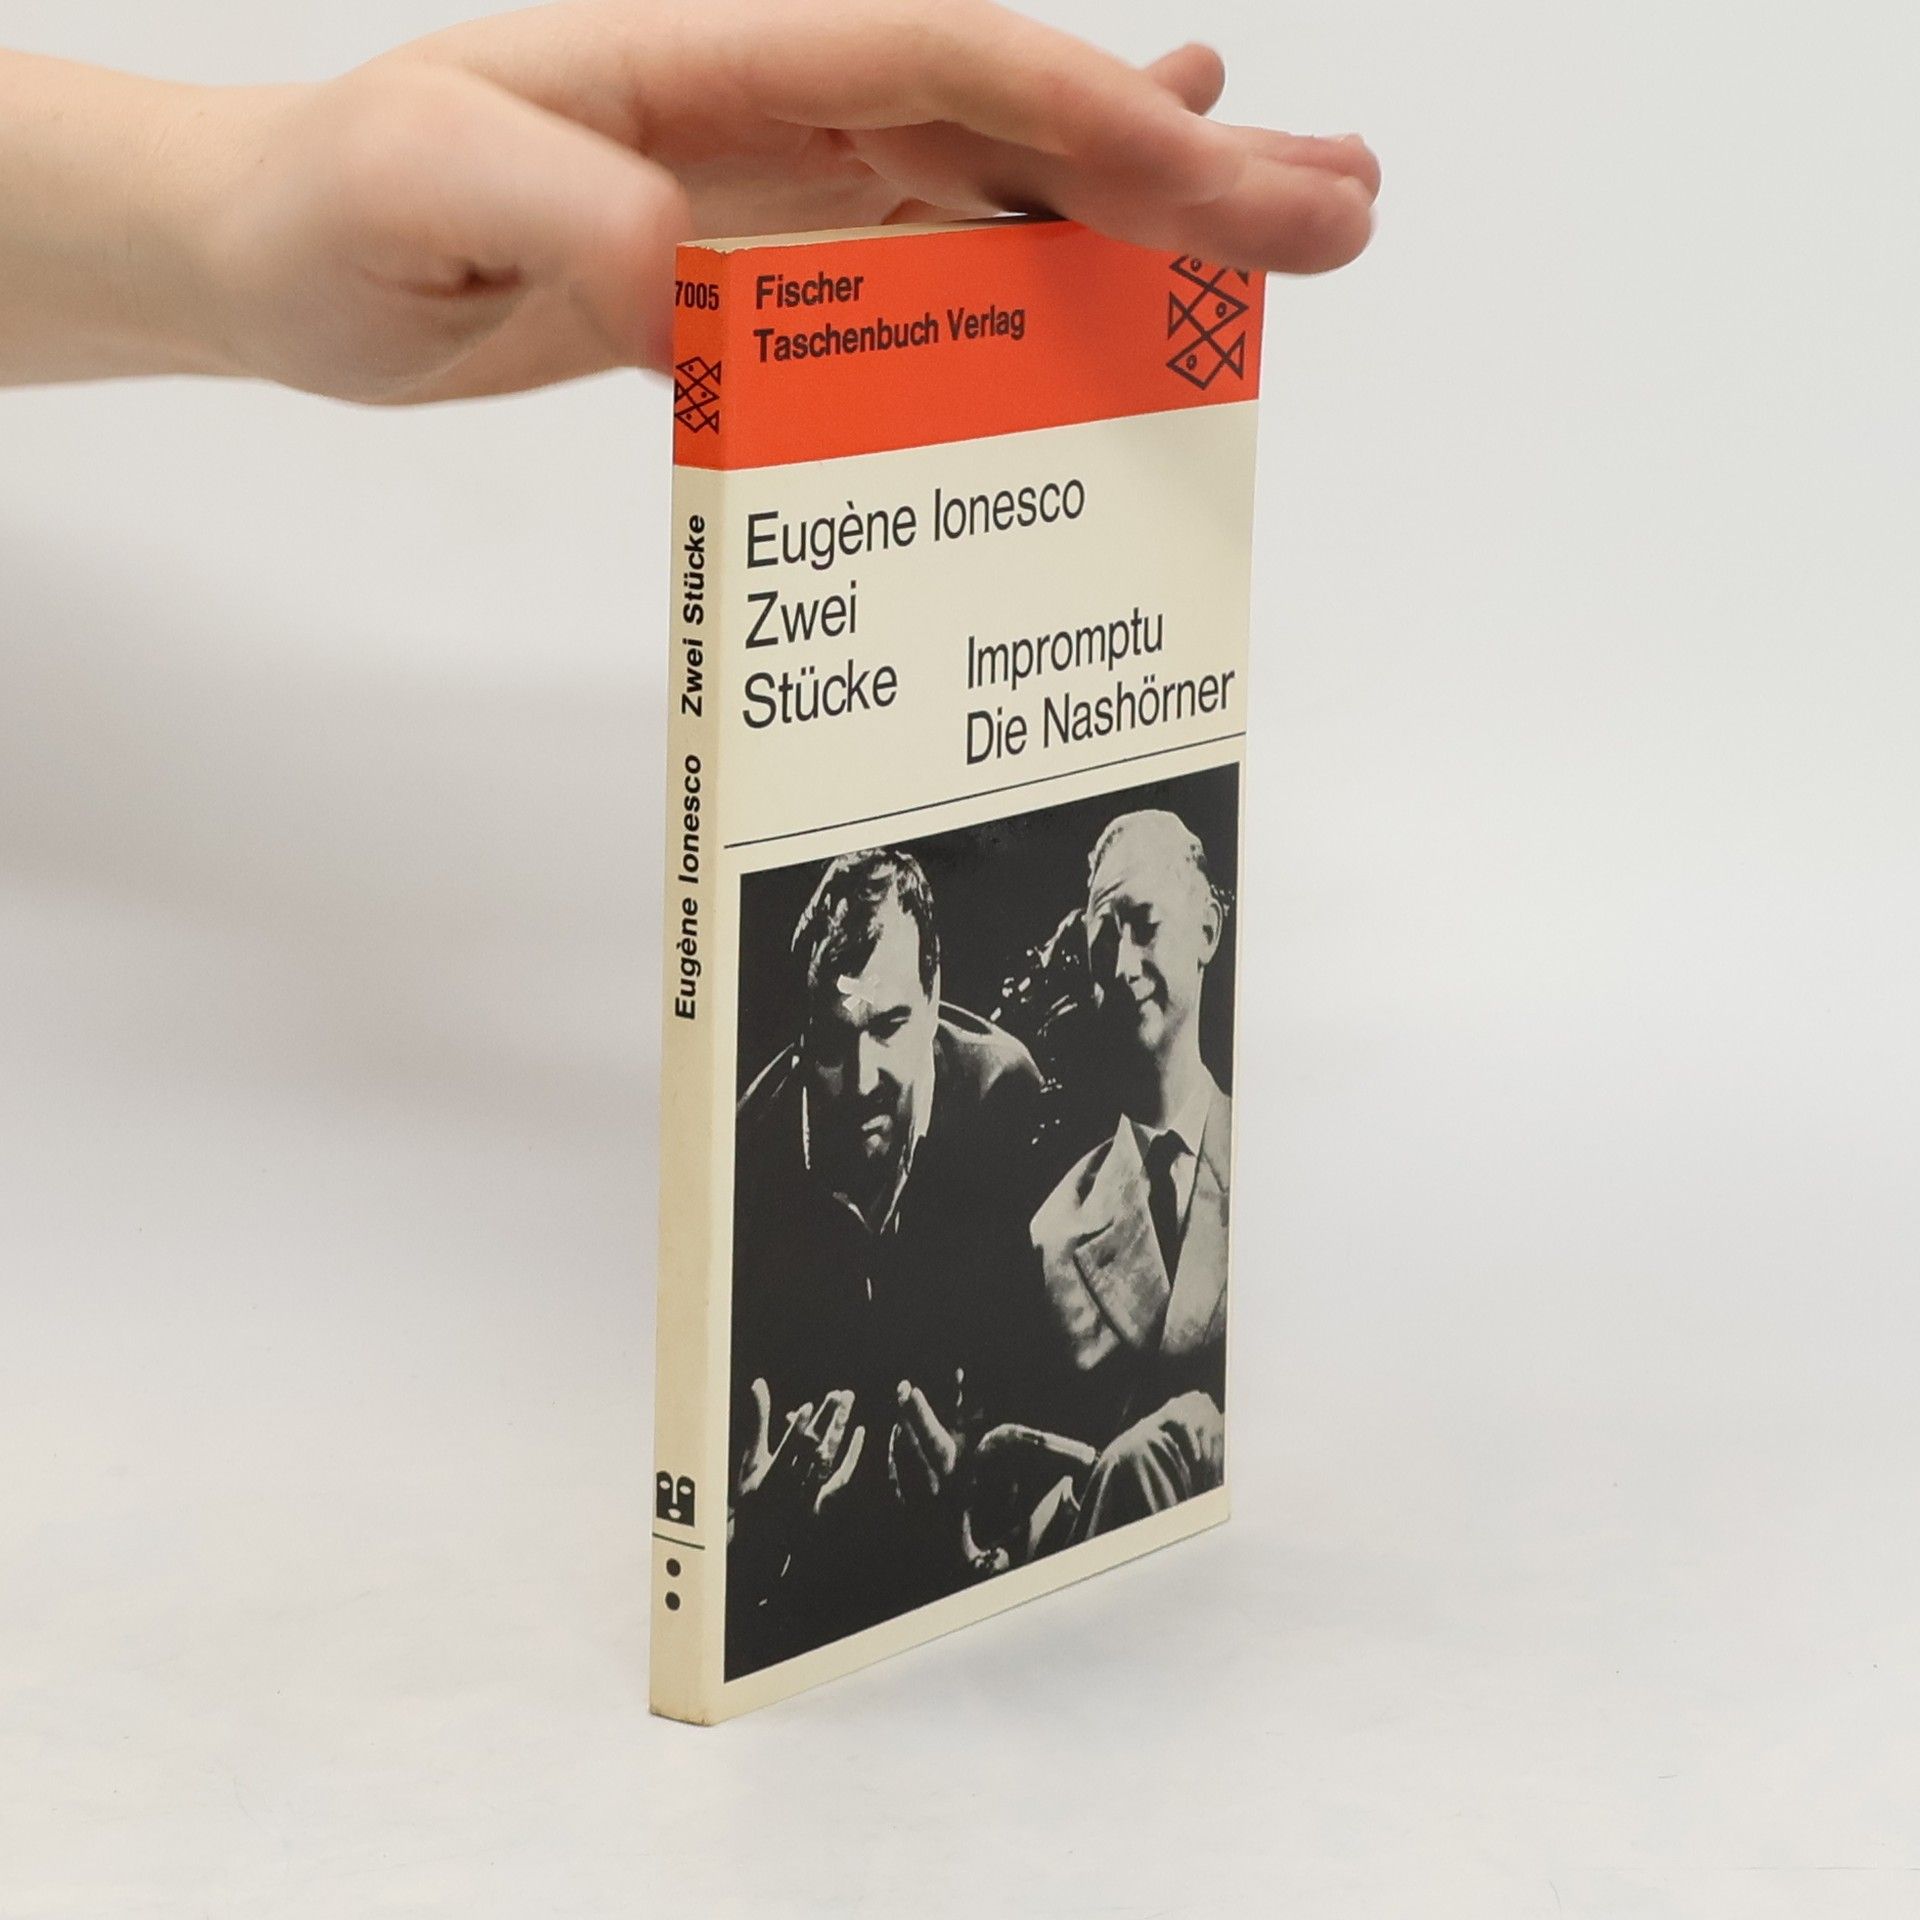 7005
Fischer
Taschenbuch Verlag
Eugène Ionesco
Zwei
Stücke
Impromptu
Die Nashörner
Eugène Ionesco Zwei Stücke